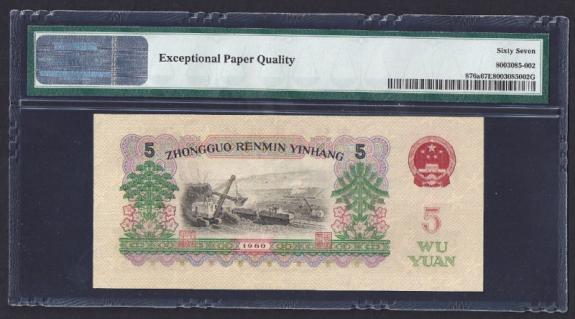 Exceptional Paper Quality
Sixty Seven
8003085-002
876a67E8003085002G
5
ZHONGGUO RENMIN YINHANG
5
1960
5
WU
YUAN